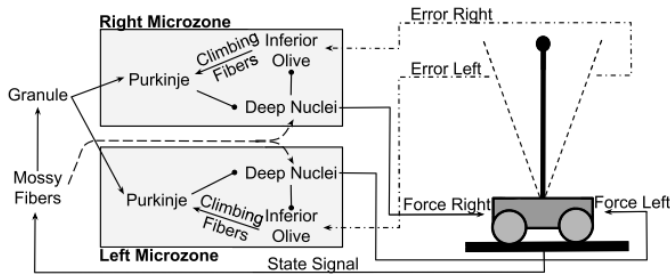 Right Microzone
Error Right
Climbing
Fibers
Inferior
Olive
Error Left
Purkinje
Granule
Deep Nuclei
Mossy
Fibers
Deep Nuclei
Purkinje
Climbing
Fibers
Inferior
Olive
Force Right
Force Left
Left Microzone
State Signal